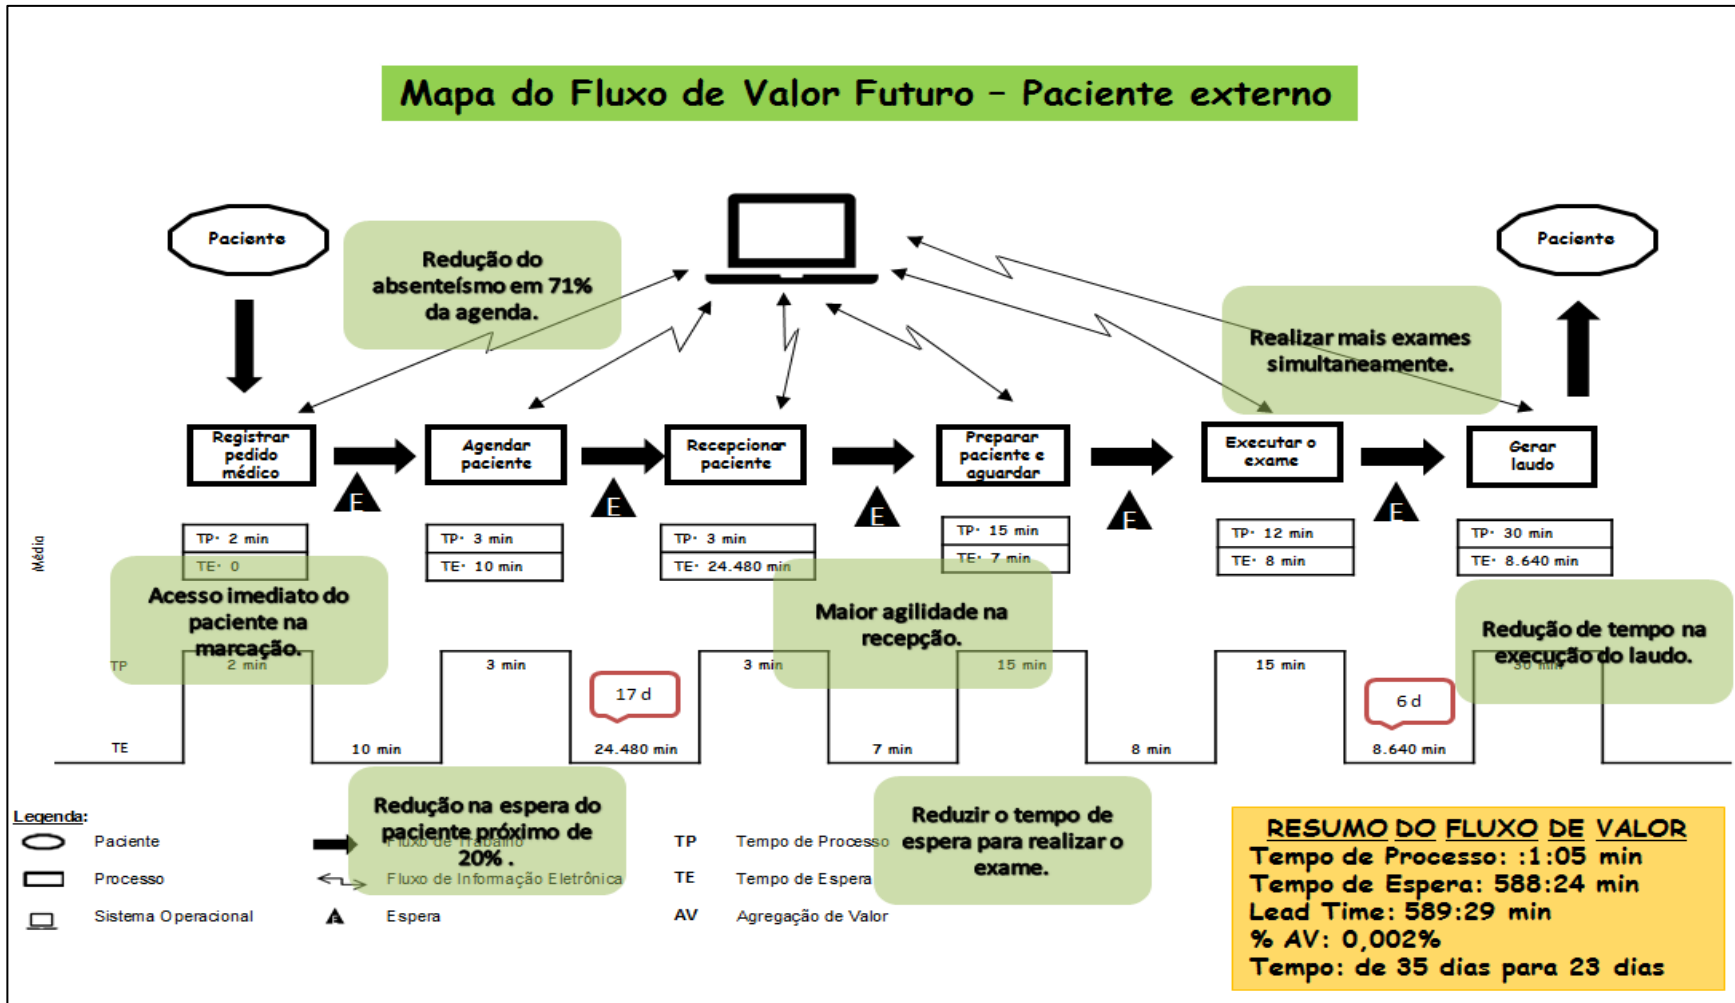 Mapa do Fluxo de Valor Futuro – Paciente externo
Paciente
Paciente
Redução do
absenteísmo em 71%
da agenda.
Realizar mais exames
simultaneamente.
Registrar
pedido
médico
Agendar
paciente
Recepcionar
paciente
Preparar
paciente e
aguardar
Executar o
exame
Gerar
laudo
E
E
E
E
E
Média
TP· 2 min
TE· 0
TP· 3 min
TE· 10 min
TP· 3 min
TE· 24.480 min
TP· 15 min
TE· 7 min
TP· 12 min
TE· 8 min
TP· 30 min
TE· 8.640 min
Acesso imediato do
paciente na
marcação.
Maior agilidade na
recepção.
Redução de tempo na
execução do laudo.
TP
2 min
3 min
3 min
15 min
15 min
30 min
17 d
6 d
TE
10 min
24.480 min
7 min
8 min
8.640 min
Redução na espera do
paciente próximo de
20% .
Reduzir o tempo de
espera para realizar o
exame.
Legenda:
Paciente
Fluxo de Trabalho
TP Tempo de Processo
Processo
Fluxo de Informação Eletrônica
TE Tempo de Espera
Sistema Operacional
E Espera
AV Agregação de Valor
RESUMO DO FLUXO DE VALOR
Tempo de Processo: :1:05 min
Tempo de Espera: 588:24 min
Lead Time: 589:29 min
% AV: 0,002%
Tempo: de 35 dias para 23 dias